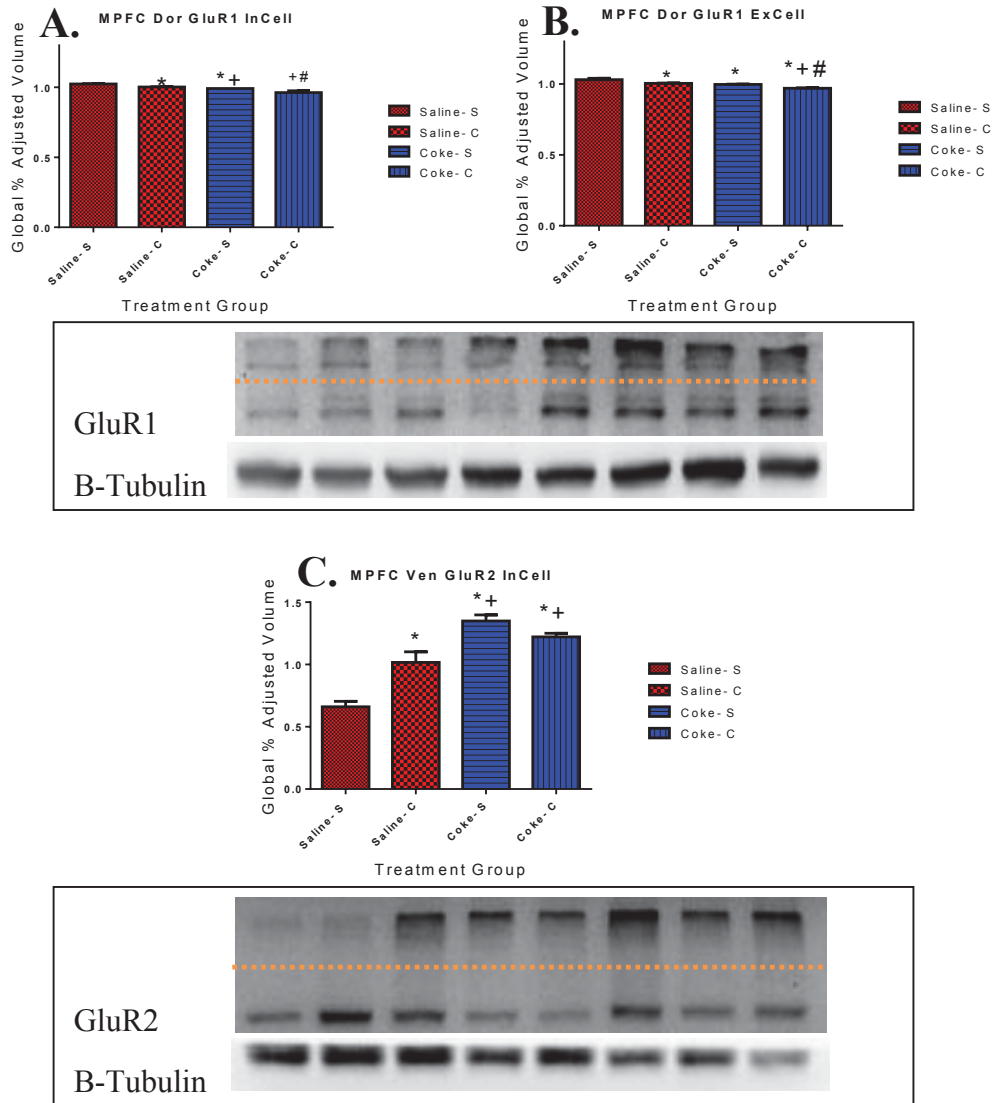 A. MPFC Dor GluR1 InCell
Global % Adjusted Volume
1.0
0.5
0.0
*
* +
+ #
Saline- S
Saline- C
Coke- S
Coke- C
Treatment Group
Saline- S
Saline- C
Coke- S
Coke- C
B. MPFC Dor GluR1 ExCell
Global % Adjusted Volume
1.0
0.5
0.0
*
*
* + #
Saline- S
Saline- C
Coke- S
Coke- C
Treatment Group
Saline- S
Saline- C
Coke- S
Coke- C
GluR1
B-Tubulin
C. MPFC Ven GluR2 InCell
Global % Adjusted Volume
1.5
1.0
0.5
0.0
*
* +
* +
Saline- S
Saline- C
Coke- S
Coke- C
Treatment Group
Saline- S
Saline- C
Coke- S
Coke- C
GluR2
B-Tubulin